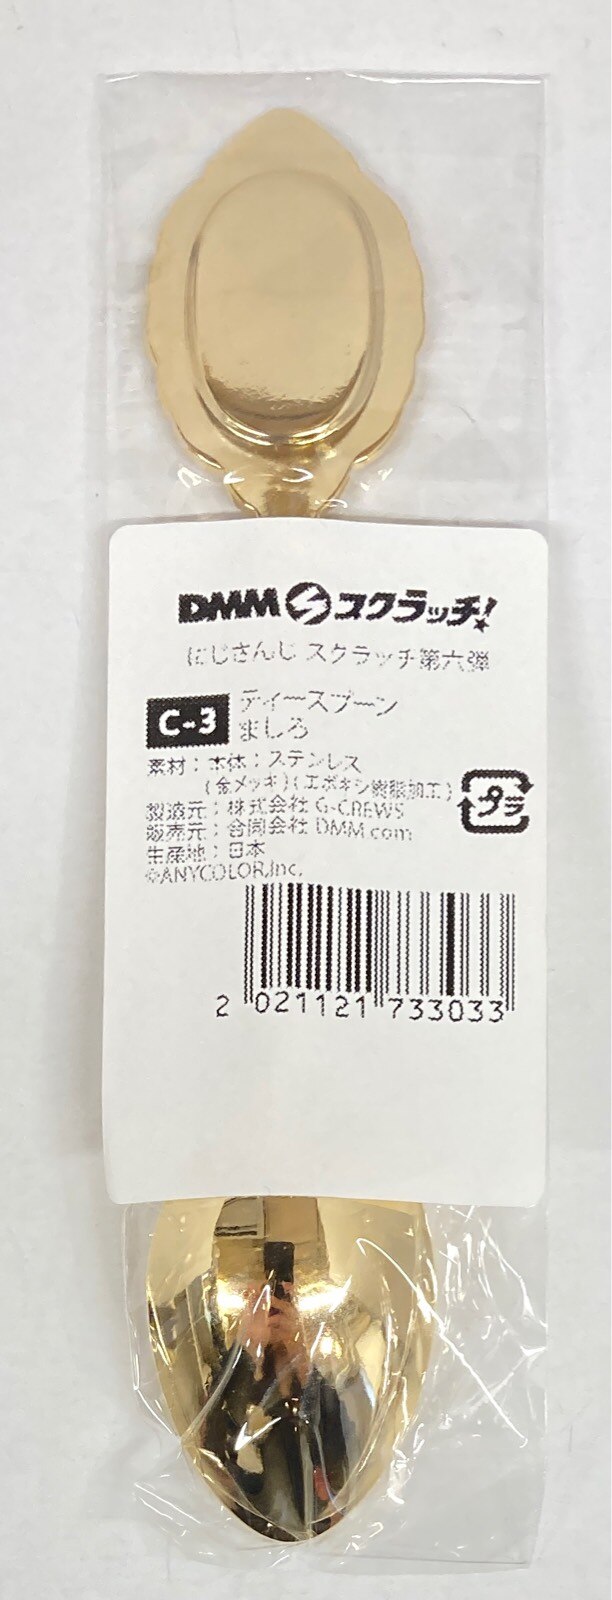 DMM スクラッチ!
にじさんじ スクラッチ第六弾
C-3
ティースプーン
ましろ
素材：本体：ステンレス
(金メッキ)(エポキシ樹脂加工)
製造元：株式会社 G-CREWS
販売元：合同会社 DMM.com
生産地：日本
©ANYCOLOR,Inc.
プラ
2 021121 733033